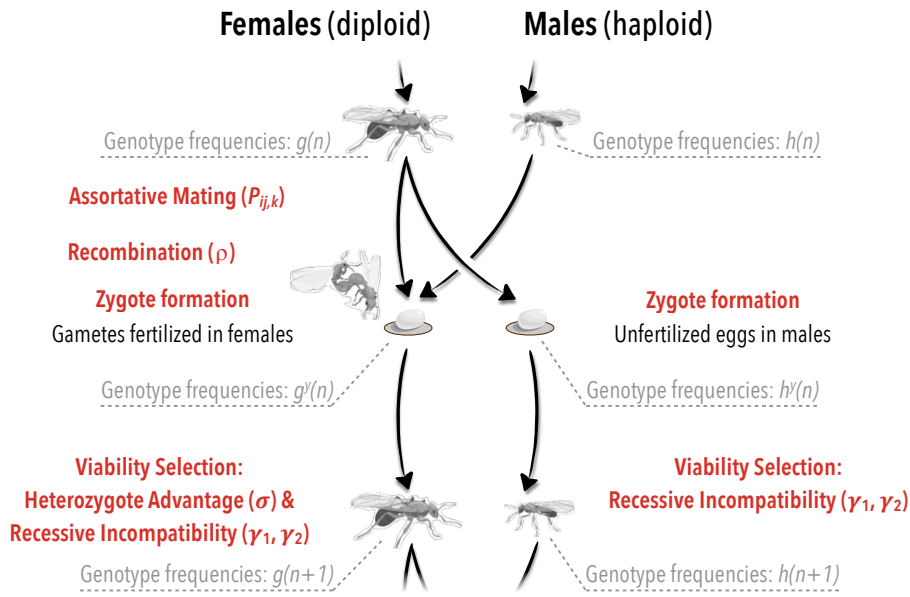 Females (diploid)
Males (haploid)
Genotype frequencies: g(n)
Genotype frequencies: h(n)
Assortative Mating (Pij,k)
Recombination (ρ)
Zygote formation
Gametes fertilized in females
Zygote formation
Unfertilized eggs in males
Genotype frequencies: gʸ(n)
Genotype frequencies: hʸ(n)
Viability Selection:
Heterozygote Advantage (σ) &
Recessive Incompatibility (γ₁, γ₂)
Viability Selection:
Recessive Incompatibility (γ₁, γ₂)
Genotype frequencies: g(n+1)
Genotype frequencies: h(n+1)